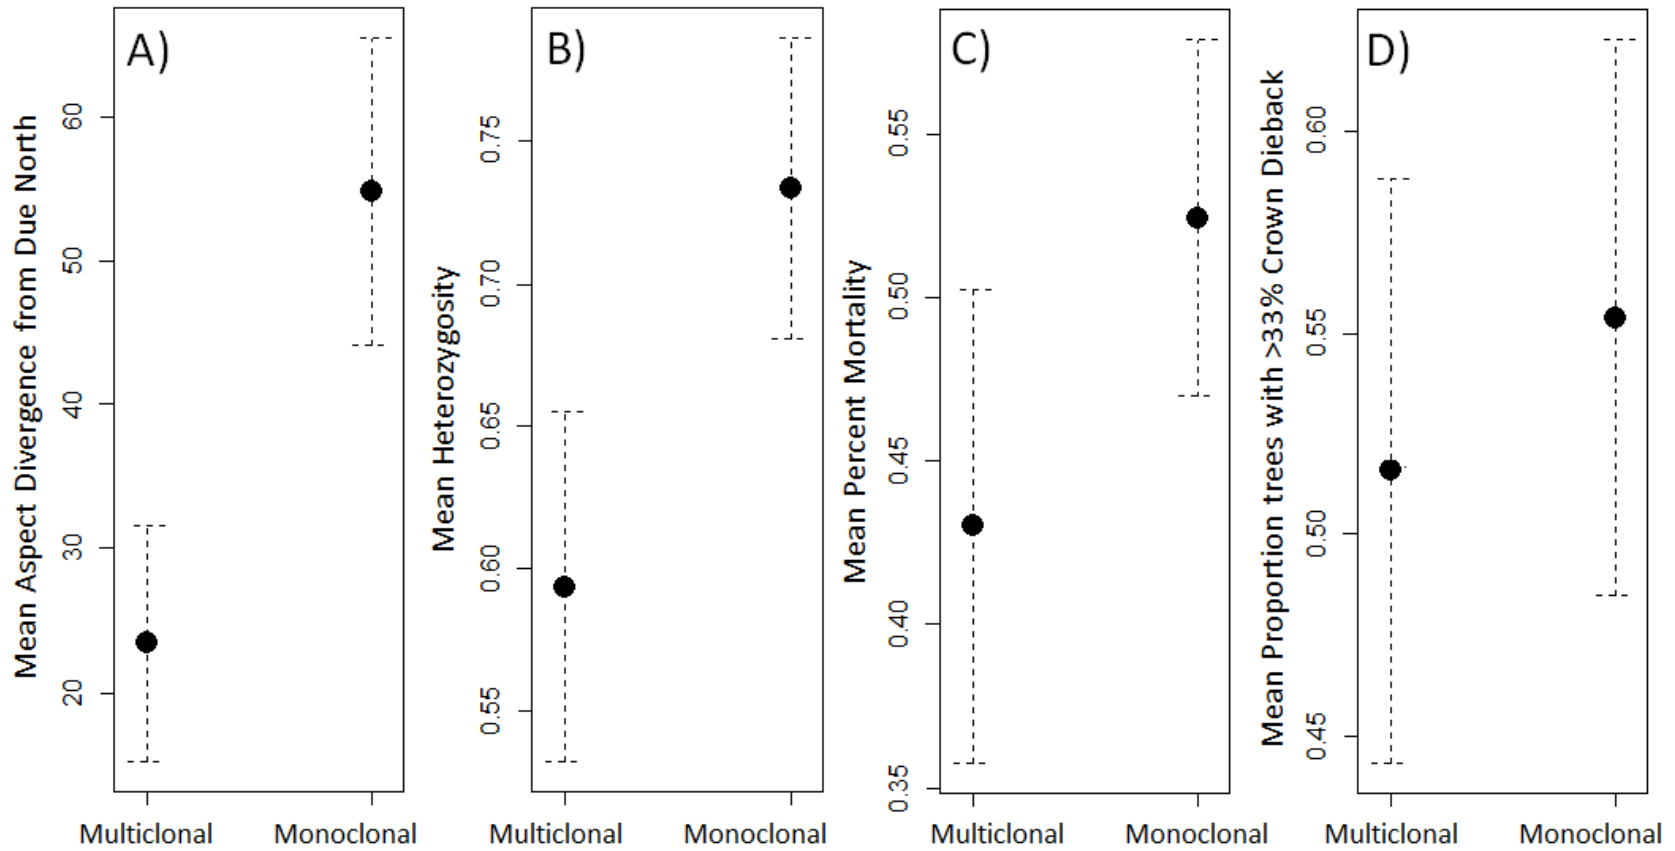 A)
Mean Aspect Divergence from Due North
60
50
40
30
20
Multiclonal Monoclonal
B)
Mean Heterozygosity
0.75
0.70
0.65
0.60
0.55
Multiclonal Monoclonal
C)
Mean Percent Mortality
0.55
0.50
0.45
0.40
0.35
Multiclonal Monoclonal
D)
Mean Proportion trees with >33% Crown Dieback
0.60
0.55
0.50
0.45
Multiclonal Monoclonal